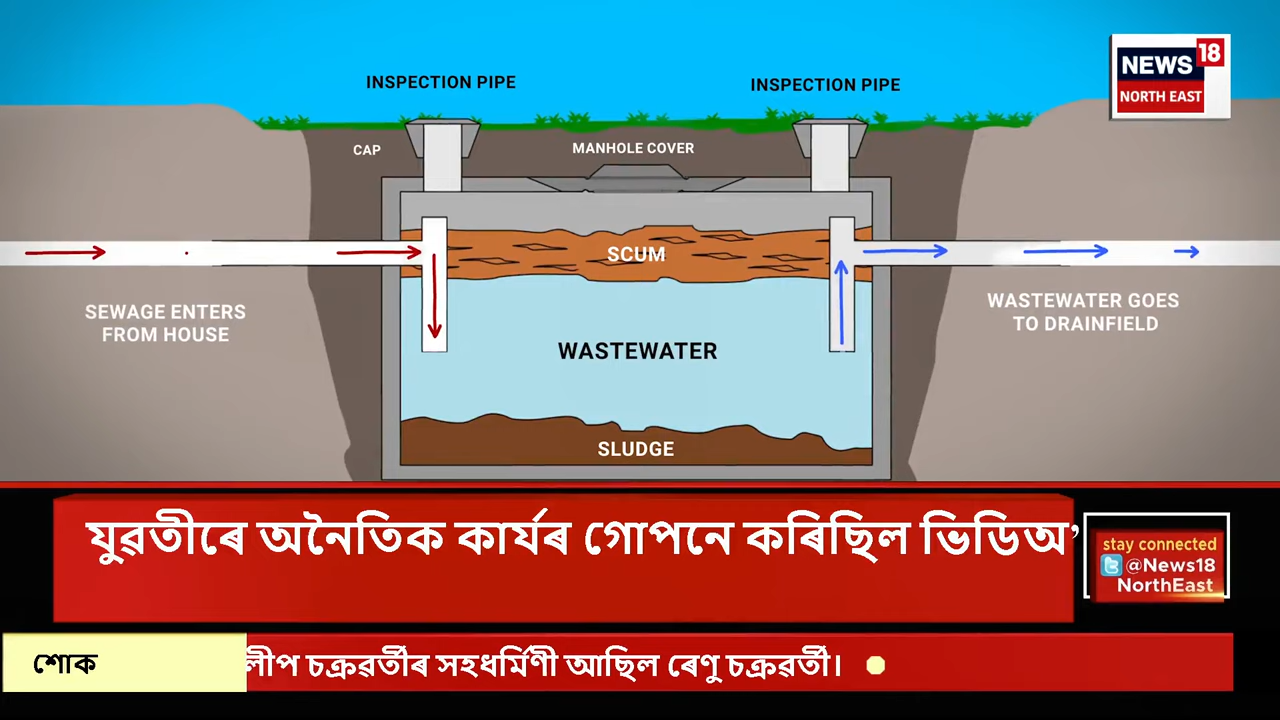 INSPECTION PIPE
INSPECTION PIPE
NEWS 18
NORTH EAST
CAP
MANHOLE COVER
SCUM
SEWAGE ENTERS
FROM HOUSE
WASTEWATER GOES
TO DRAINFIELD
WASTEWATER
SLUDGE
যুৱতীৰে অনৈতিক কাৰ্যৰ গোপনে কৰিছিল ভিডিঅ’
stay connected
@News18
NorthEast
শোক
লীপ চক্ৰৱৰ্তীৰ সহধৰ্মিণী আছিল ৰেণু চক্ৰৱৰ্তী।